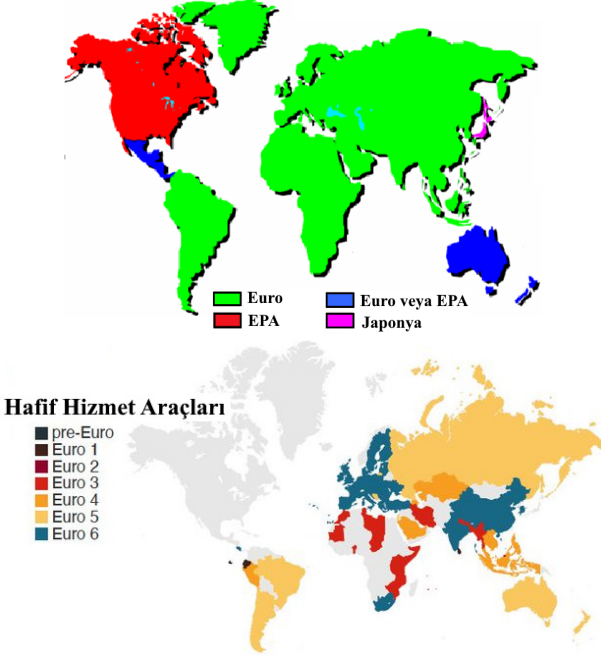 Euro
Euro veya EPA
EPA
Japonya
Hafif Hizmet Araçları
pre-Euro
Euro 1
Euro 2
Euro 3
Euro 4
Euro 5
Euro 6